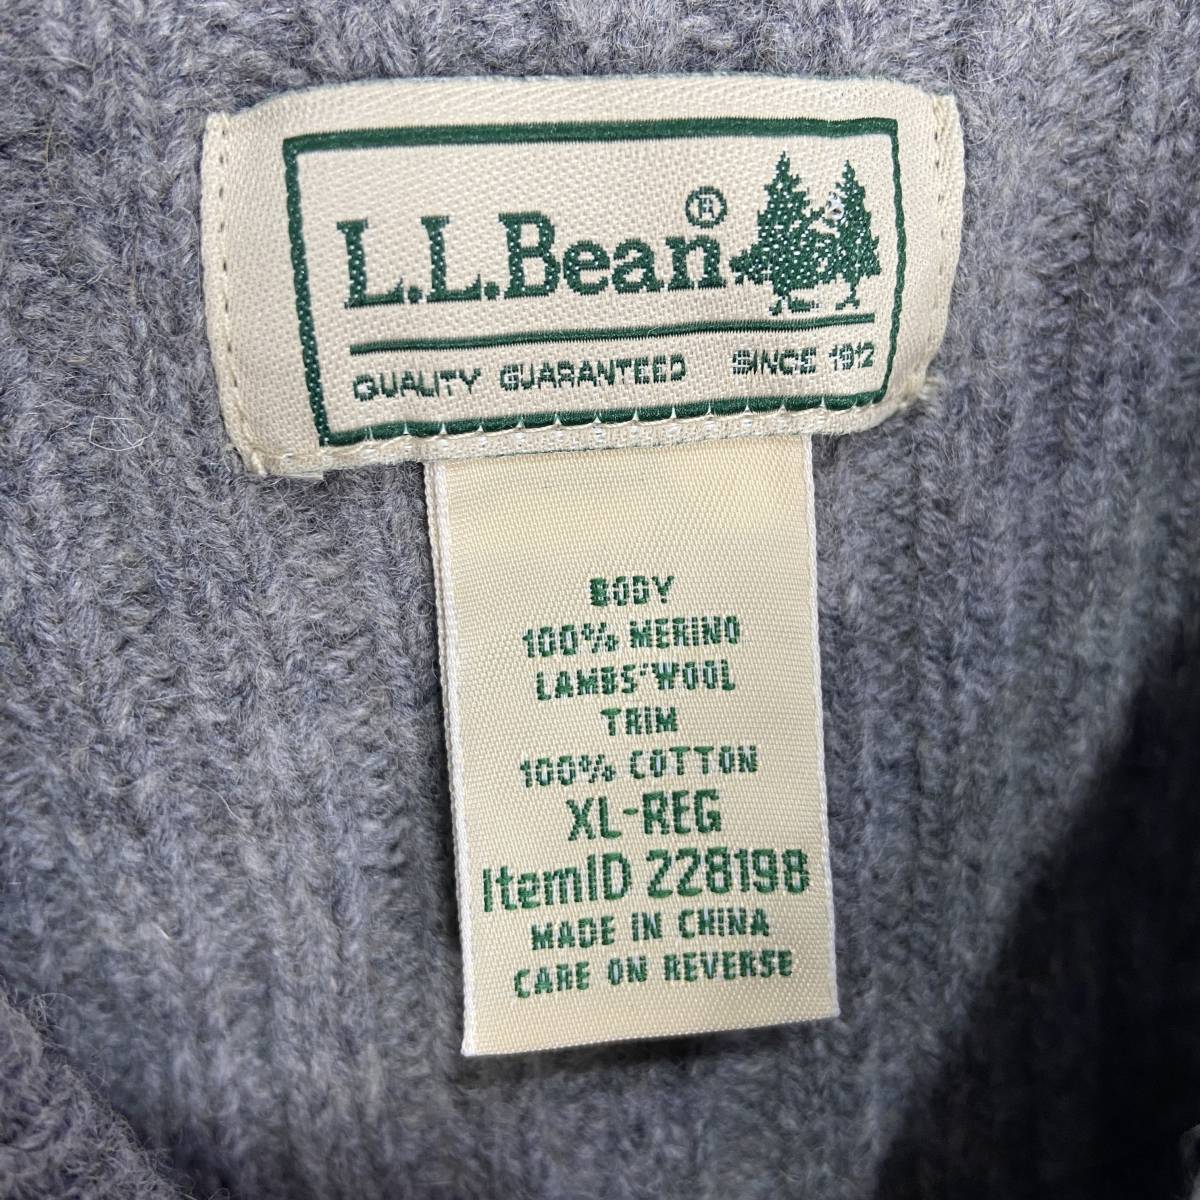 L.L.Bean®
QUALITY GUARANTEED SINCE 1912
BODY
100% MERINO
LAMBS'WOOL
TRIM
100% COTTON
XL-REG
ItemID 228198
MADE IN CHINA
CARE ON REVERSE